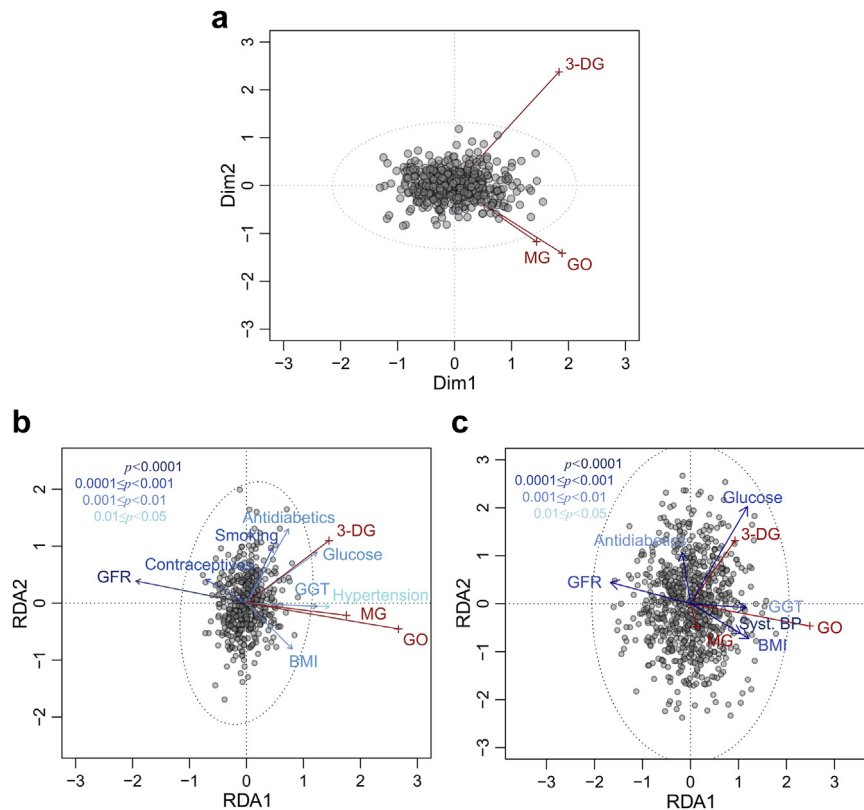 a
3
2
1
0
−1
−2
−3
Dim2
3-DG
MG
GO
−3 −2 −1 0 1 2 3
Dim1
b
p<0.0001
0.0001≤p<0.001
0.001≤p<0.01
0.01≤p<0.05
2
1
0
−1
−2
RDA2
Antidiabetics
Smoking
3-DG
Glucose
Contraceptives
GFR
GGT
Hypertension
MG
GO
BMI
−3 −2 −1 0 1 2 3
RDA1
c
p<0.0001
0.0001≤p<0.001
0.001≤p<0.01
0.01≤p<0.05
3
2
1
0
−1
−2
−3
RDA2
Glucose
3-DG
Antidiabetics
GFR
GGT
Syst. BP
GO
MG
BMI
−3 −2 −1 0 1 2 3
RDA1